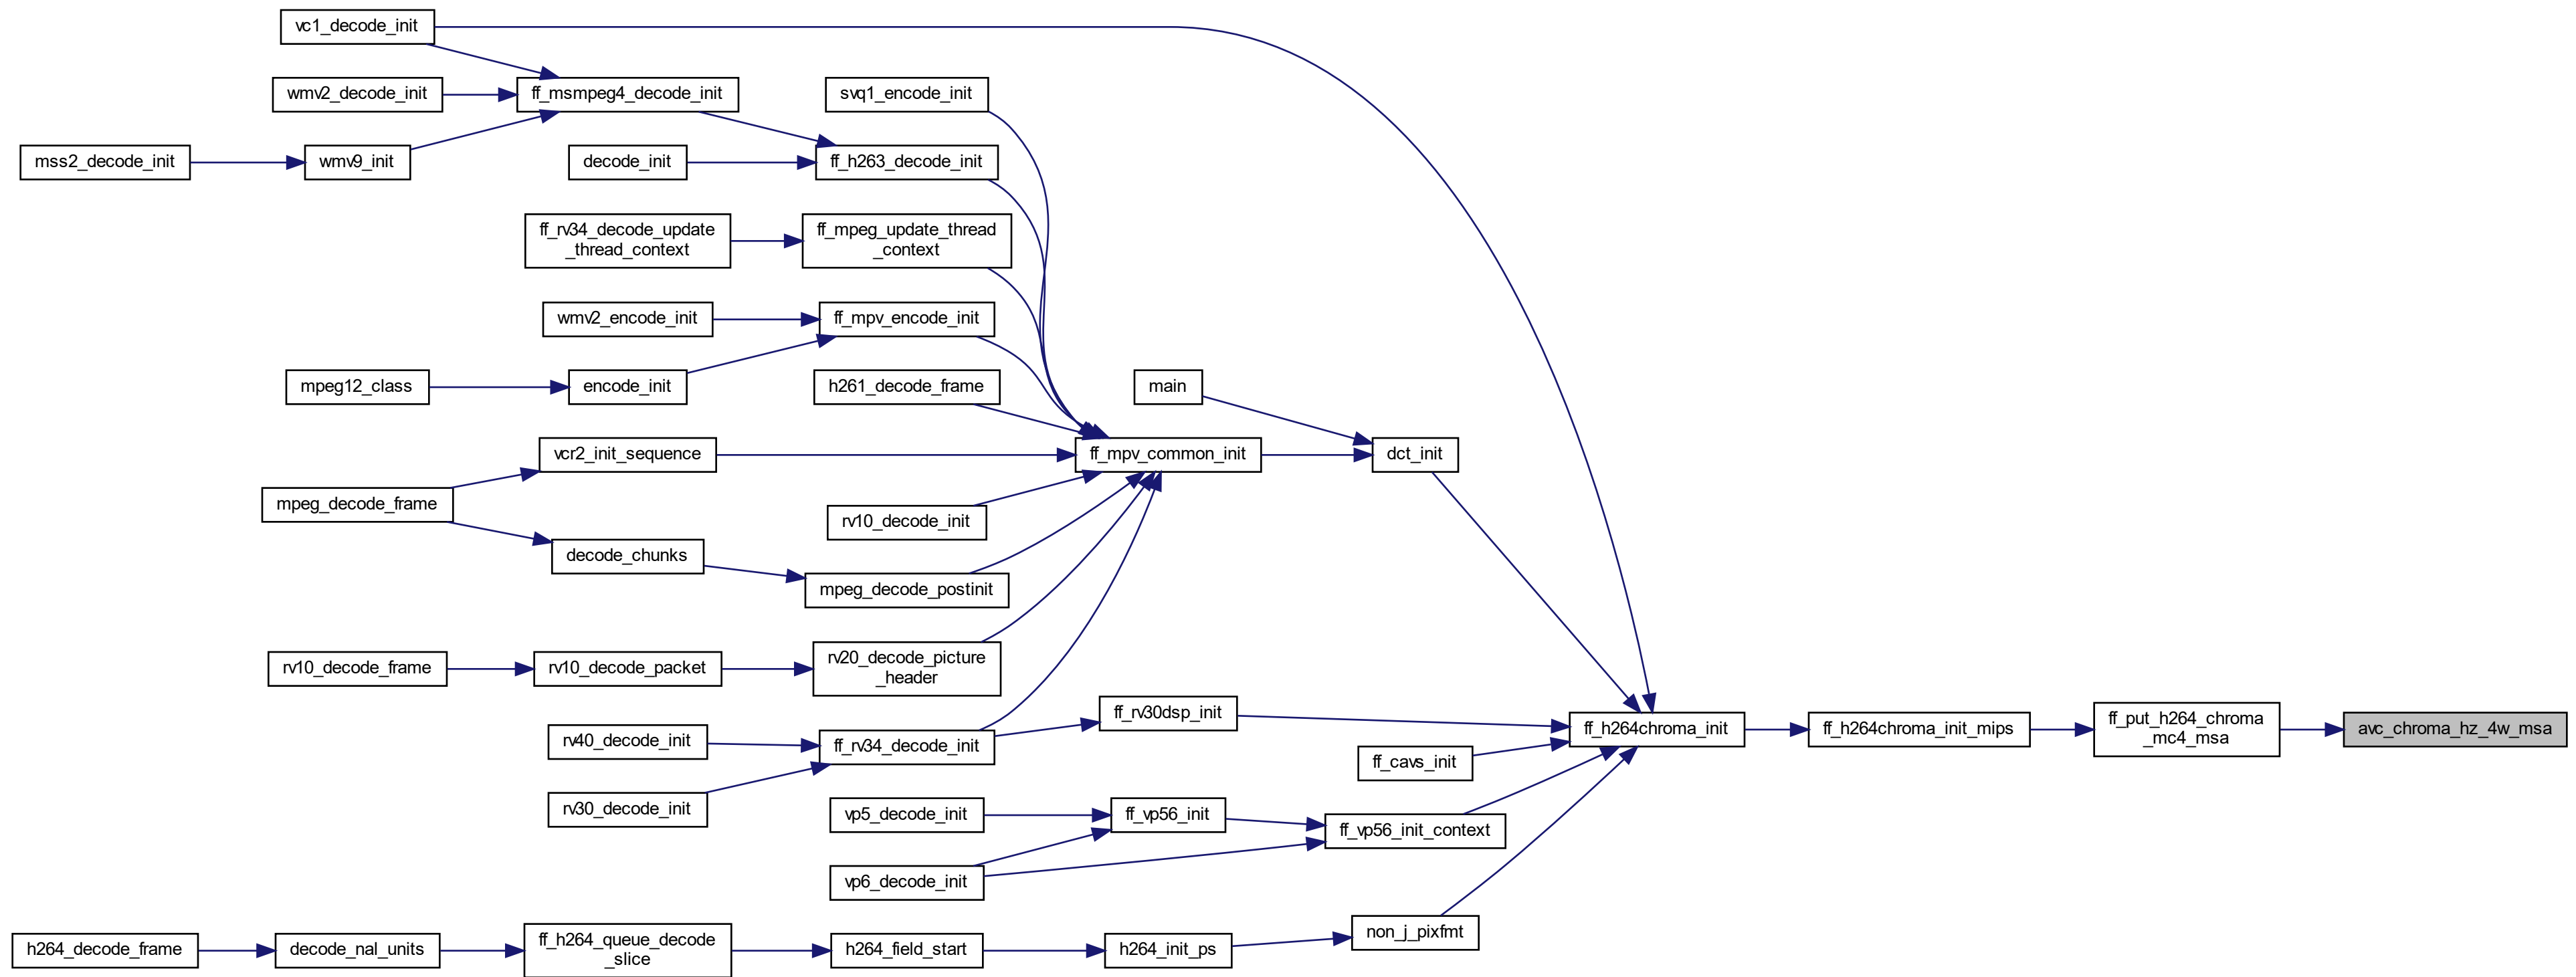 vc1_decode_init
wmv2_decode_init
ff_msmpeg4_decode_init
svq1_encode_init
mss2_decode_init
wmv9_init
decode_init
ff_h263_decode_init
ff_rv34_decode_update
_thread_context
ff_mpeg_update_thread
_context
wmv2_encode_init
ff_mpv_encode_init
mpeg12_class
encode_init
h261_decode_frame
main
vcr2_init_sequence
ff_mpv_common_init
dct_init
mpeg_decode_frame
rv10_decode_init
decode_chunks
mpeg_decode_postinit
rv10_decode_frame
rv10_decode_packet
rv20_decode_picture
_header
ff_rv30dsp_init
ff_h264chroma_init
ff_h264chroma_init_mips
ff_put_h264_chroma
_mc4_msa
avc_chroma_hz_4w_msa
rv40_decode_init
ff_rv34_decode_init
ff_cavs_init
rv30_decode_init
vp5_decode_init
ff_vp56_init
ff_vp56_init_context
vp6_decode_init
h264_decode_frame
decode_nal_units
ff_h264_queue_decode
_slice
h264_field_start
h264_init_ps
non_j_pixfmt